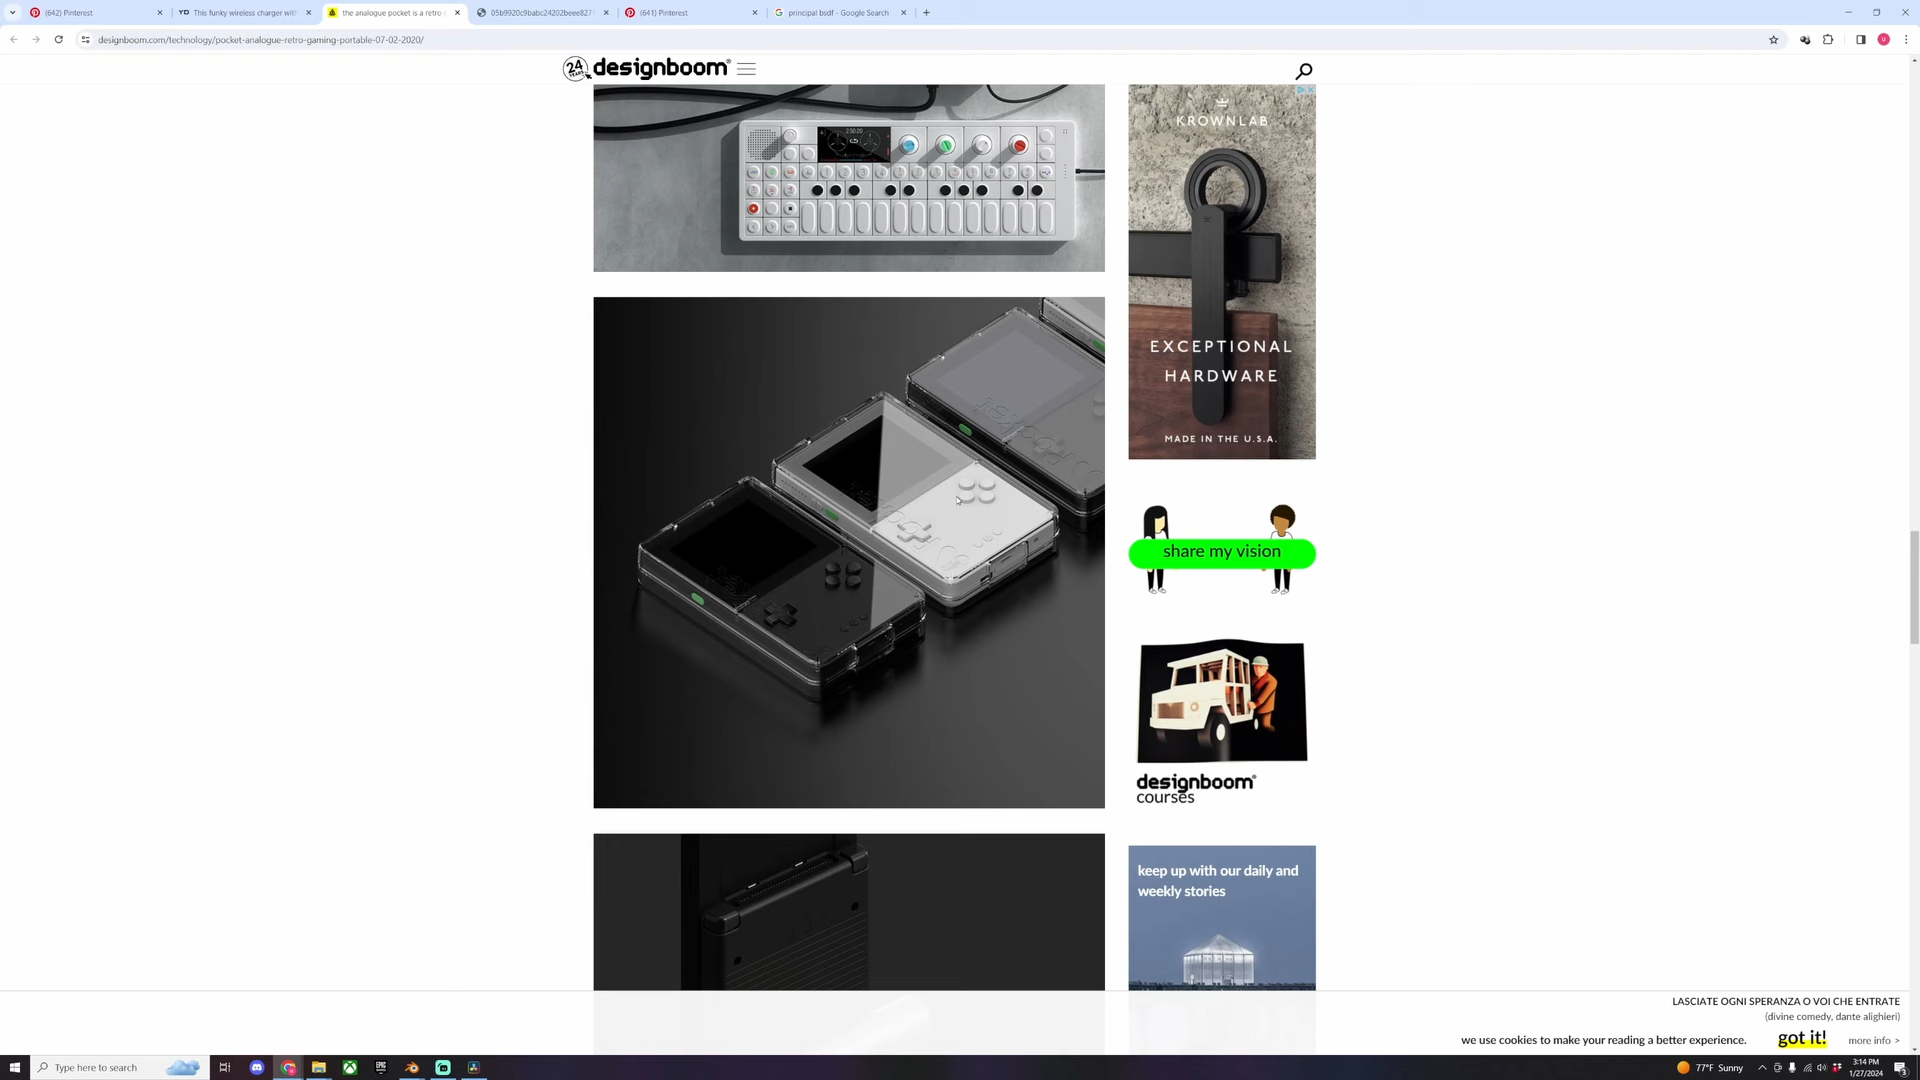 (642) Pinterest
This funky wireless charger with
the analogue pocket is a retro c
05b9920c9babc24202beee827
(641) Pinterest
principal bsdf - Google Search
designboom.com/technology/pocket-analogue-retro-gaming-portable-07-02-2020/
24 YEARS designboom®
KROWNLAB
EXCEPTIONAL
HARDWARE
MADE IN THE U.S.A.
share my vision
designboom®
courses
keep up with our daily and
weekly stories
LASCIATE OGNI SPERANZA O VOI CHE ENTRATE
(divine comedy, dante alighieri)
we use cookies to make your reading a better experience. got it! more info >
Type here to search
77°F Sunny
3:14 PM
1/27/2024